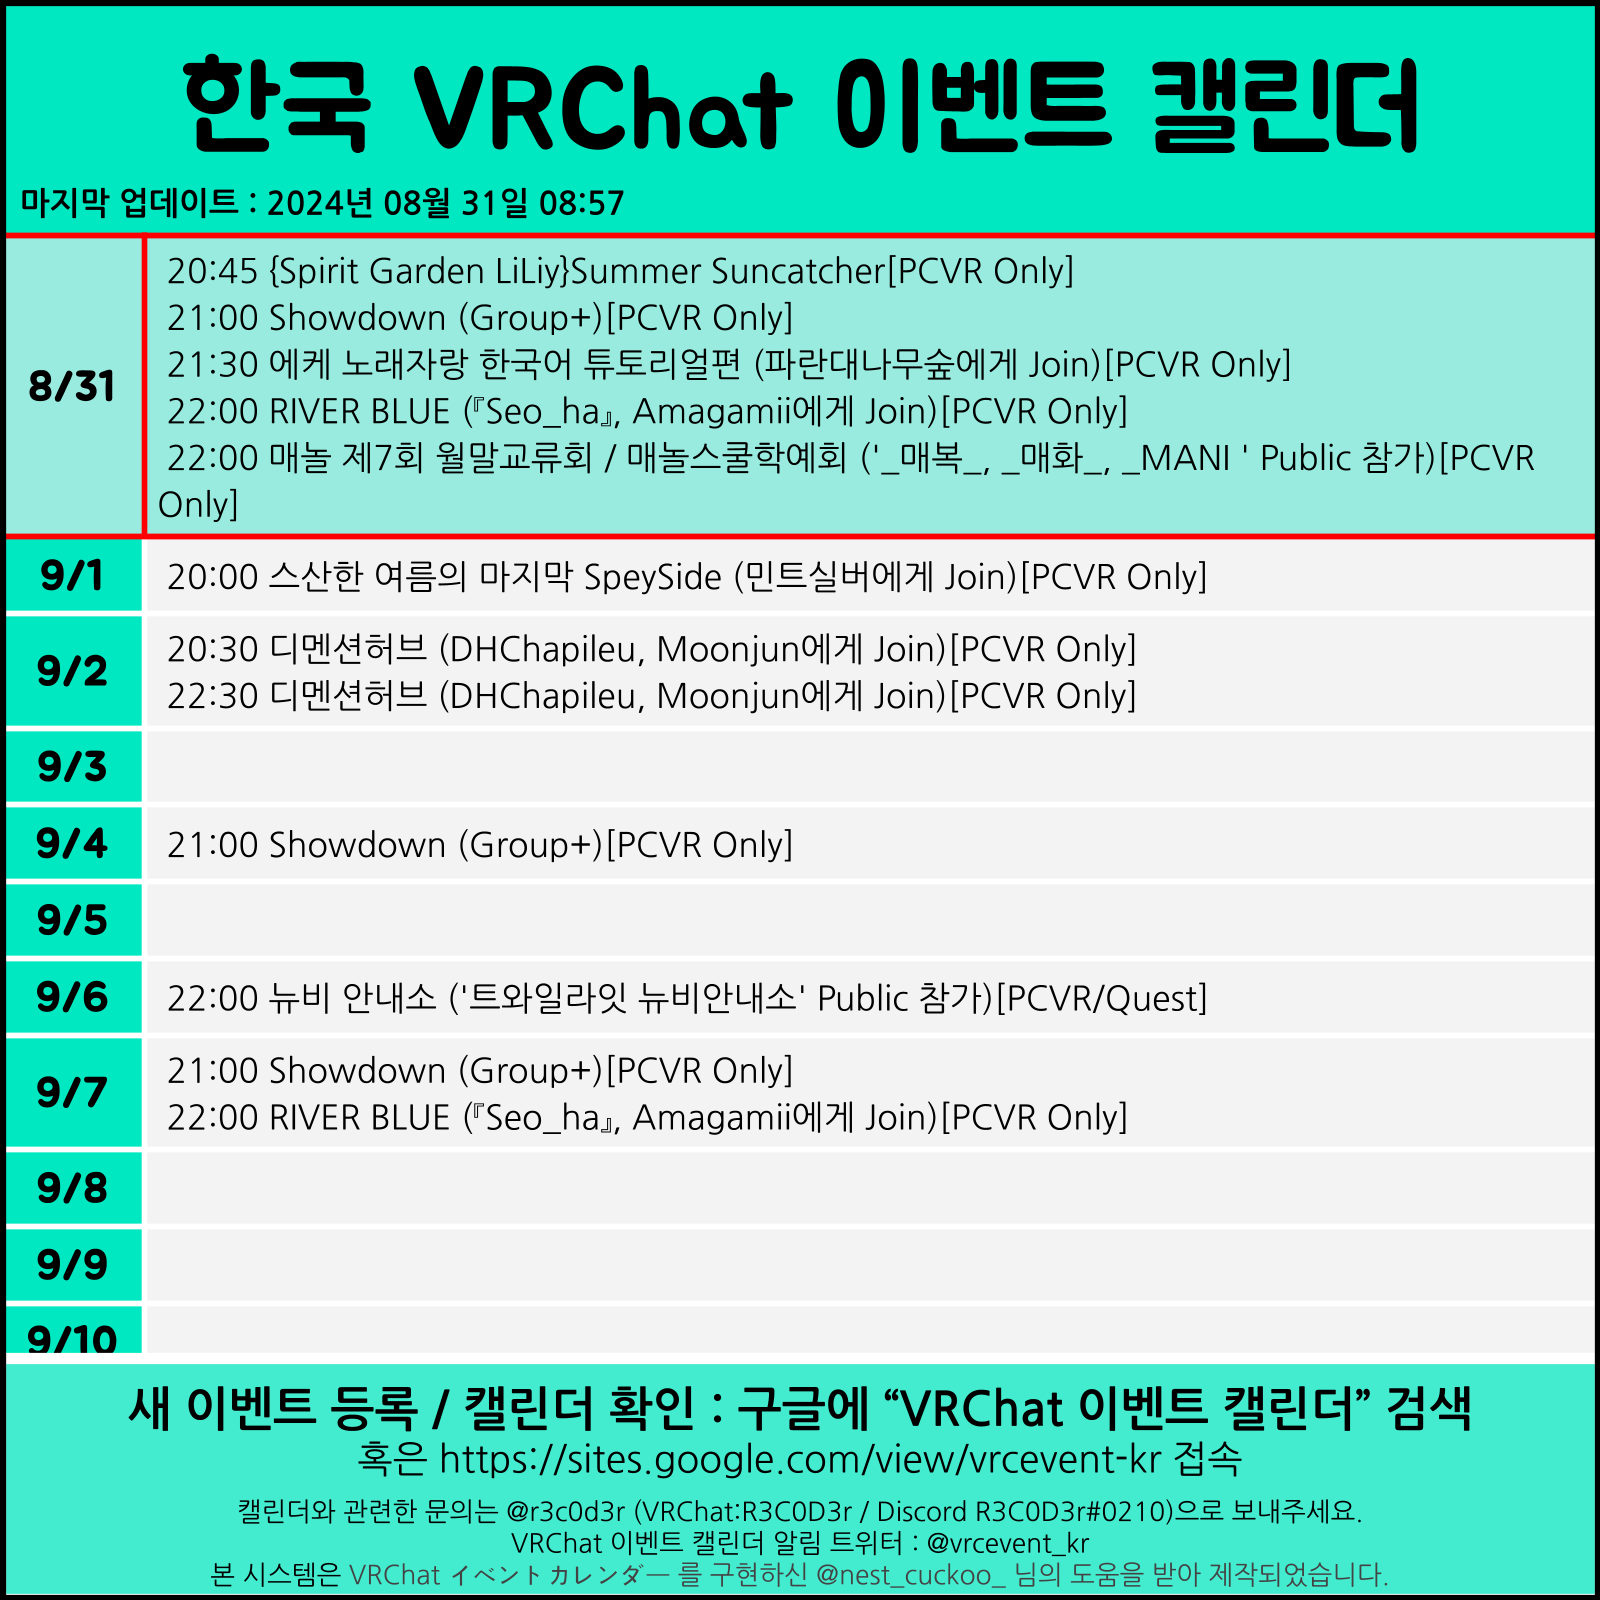 한국 VRChat 이벤트 캘린더
마지막 업데이트 : 2024년 08월 31일 08:57
8/31
20:45 {Spirit Garden LiLiy}Summer Suncatcher[PCVR Only]
21:00 Showdown (Group+)[PCVR Only]
21:30 에케 노래자랑 한국어 튜토리얼편 (파란대나무숲에게 Join)[PCVR Only]
22:00 RIVER BLUE (『Seo_ha』, Amagamii에게 Join)[PCVR Only]
22:00 매놀 제7회 월말교류회 / 매놀스쿨학예회 ('_매복_, _매화_, _MANI ' Public 참가)[PCVR
Only]
9/1
20:00 스산한 여름의 마지막 SpeySide (민트실버에게 Join)[PCVR Only]
9/2
20:30 디멘션허브 (DHChapileu, Moonjun에게 Join)[PCVR Only]
22:30 디멘션허브 (DHChapileu, Moonjun에게 Join)[PCVR Only]
9/3
9/4
21:00 Showdown (Group+)[PCVR Only]
9/5
9/6
22:00 뉴비 안내소 ('트와일라잇 뉴비안내소' Public 참가)[PCVR/Quest]
9/7
21:00 Showdown (Group+)[PCVR Only]
22:00 RIVER BLUE (『Seo_ha』, Amagamii에게 Join)[PCVR Only]
9/8
9/9
9/10
새 이벤트 등록 / 캘린더 확인 : 구글에 “VRChat 이벤트 캘린더” 검색
혹은 https://sites.google.com/view/vrcevent-kr 접속
캘린더와 관련한 문의는 @r3c0d3r (VRChat:R3C0D3r / Discord R3C0D3r#0210)으로 보내주세요.
VRChat 이벤트 캘린더 알림 트위터 : @vrcevent_kr
본 시스템은 VRChat イベントカレンダー 를 구현하신 @nest_cuckoo_ 님의 도움을 받아 제작되었습니다.